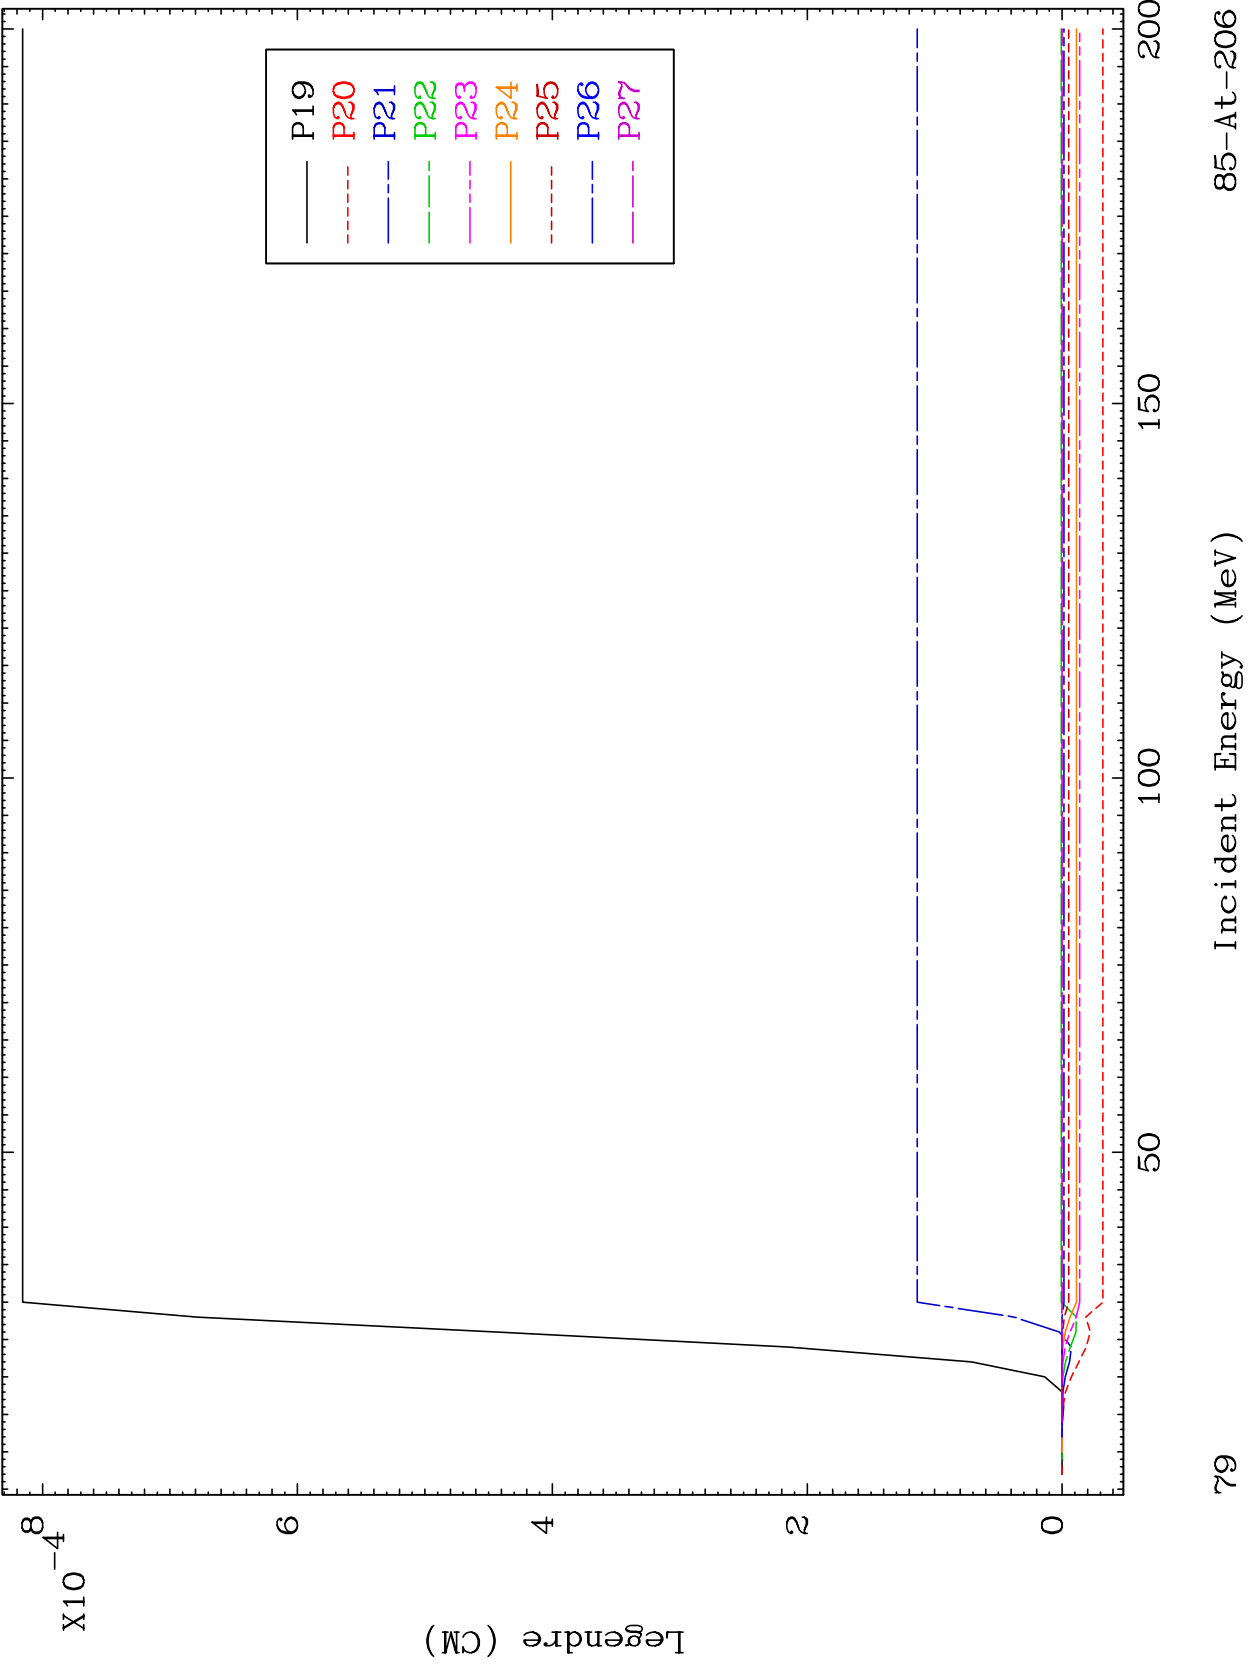 X10
-4
8
6
4
2
0
Legendre (CM)
P19
P20
P21
P22
P23
P24
P25
P26
P27
50
100
150
200
Incident Energy (MeV)
79
85-At-206